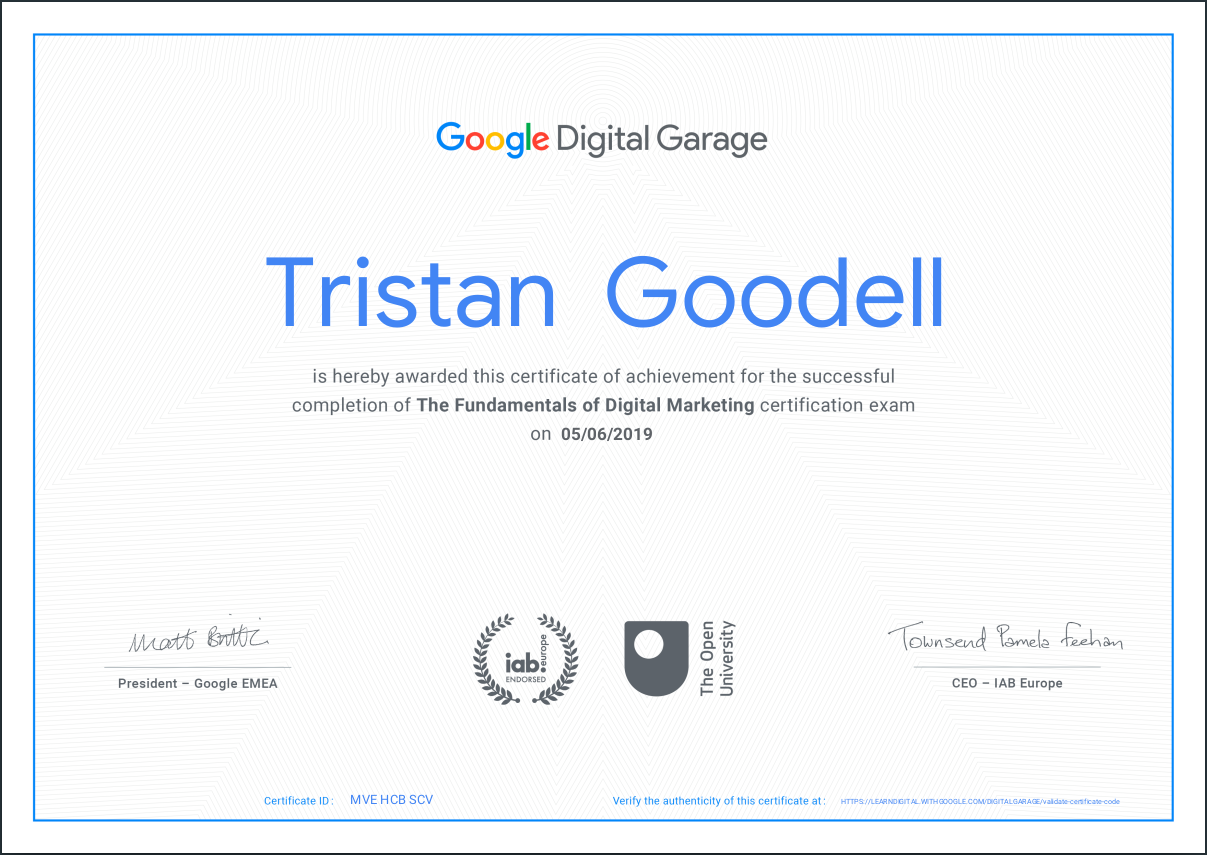 Google Digital Garage
Tristan Goodell
is hereby awarded this certificate of achievement for the successful
completion of The Fundamentals of Digital Marketing certification exam
on 05/06/2019
Matt Brittin
President – Google EMEA
iab.europe
ENDORSED
The Open
University
Townsend Pamela Feehan
CEO – IAB Europe
Certificate ID: MVE HCB SCV
Verify the authenticity of this certificate at: HTTPS://LEARNDIGITAL.WITHGOOGLE.COM/DIGITALGARAGE/validate-certificate-code